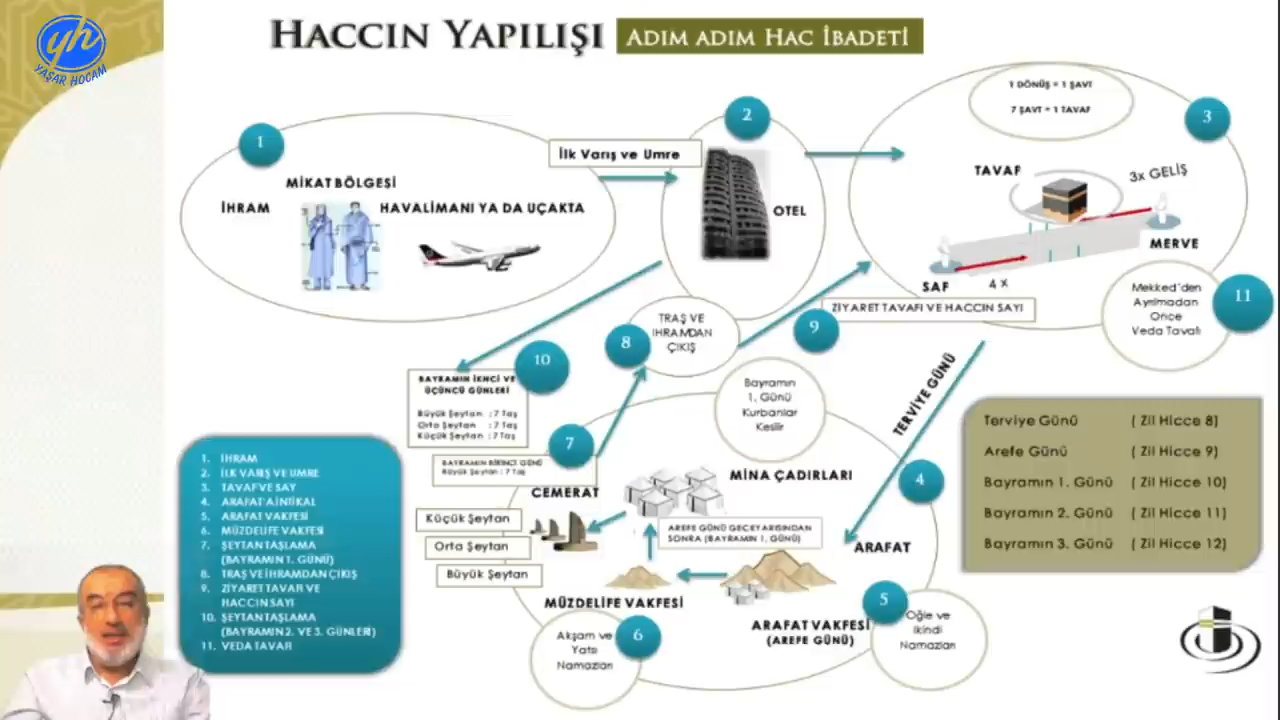 yh
YAŞAR HOCAM
HACCIN YAPILIŞI
ADIM ADIM HAC İBADETİ
1
MİKAT BÖLGESİ
İHRAM
HAVALİMANI YA DA UÇAKTA
İlk Varış ve Umre
2
OTEL
1 DÖNÜŞ = 1 ŞAVT
7 ŞAVT = 1 TAVAF
3
TAVAF
3x GELİŞ
MERVE
SAF
4 X
ZİYARET TAVAFI VE HACCIN SAYI
9
Mekked'den
Ayrılmadan
Önce
Veda Tavafı
11
TRAŞ VE
İHRAMDAN
ÇIKIŞ
8
10
BAYRAMIN İKİNCİ VE
ÜÇÜNCÜ GÜNLERİ
Büyük Şeytan : 7 Taş
Orta Şeytan : 7 Taş
Küçük Şeytan : 7 Taş
7
BAYRAMIN BİRİNCİ GÜNÜ
Büyük Şeytan : 7 Taş
CEMERAT
Küçük Şeytan
Orta Şeytan
Büyük Şeytan
Bayramın
1. Günü
Kurbanlar
Kesilir
MİNA ÇADIRLARI
TERVİYE GÜNÜ
4
AREFE GÜNÜ GECEYARISINDAN
SONRA (BAYRAMIN 1. GÜNÜ)
ARAFAT
MÜZDELİFE VAKFESİ
ARAFAT VAKFESİ
(AREFE GÜNÜ)
5
Öğle ve
İkindi
Namazları
6
Akşam ve
Yatsı
Namazları
1. İHRAM
2. İLK VARIŞ VE UMRE
3. TAVAF VE SAY
4. ARAFAT'A İNTİKAL
5. ARAFAT VAKFESİ
6. MÜZDELİFE VAKFESİ
7. ŞEYTAN TAŞLAMA
(BAYRAMIN 1. GÜNÜ)
8. TRAŞ VE İHRAMDAN ÇIKIŞ
9. ZİYARET TAVAFI VE
HACCIN SAYI
10. ŞEYTAN TAŞLAMA
(BAYRAMIN 2. VE 3. GÜNLERİ)
11. VEDA TAVAFI
Terviye Günü ( Zil Hicce 8)
Arefe Günü ( Zil Hicce 9)
Bayramın 1. Günü ( Zil Hicce 10)
Bayramın 2. Günü ( Zil Hicce 11)
Bayramın 3. Günü ( Zil Hicce 12)